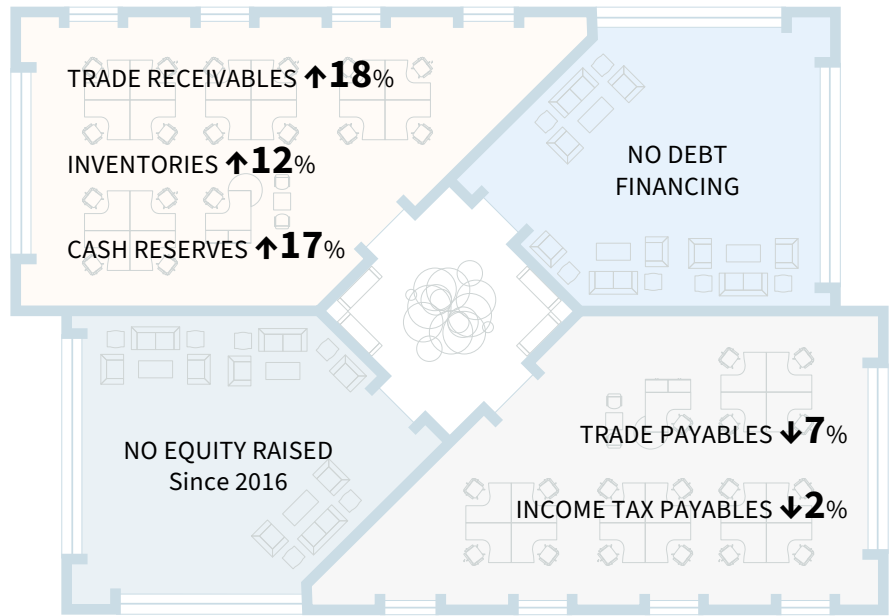 TRADE RECEIVABLES ↑18%
INVENTORIES ↑12%
CASH RESERVES ↑17%
NO DEBT
FINANCING
NO EQUITY RAISED
Since 2016
TRADE PAYABLES ↓7%
INCOME TAX PAYABLES ↓2%